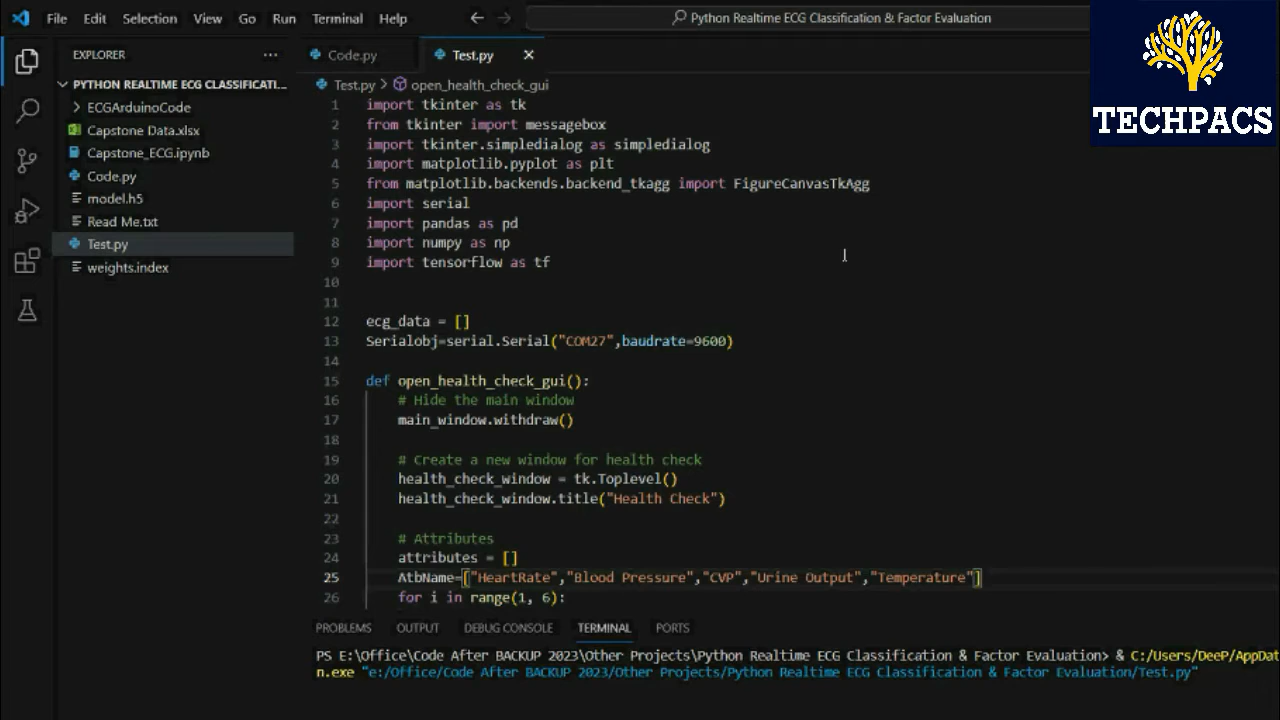 File Edit Selection View Go Run Terminal Help
Python Realtime ECG Classification & Factor Evaluation
TECHPACS
EXPLORER
PYTHON REALTIME ECG CLASSIFICATI...
ECGArduinoCode
Capstone Data.xlsx
Capstone_ECG.ipynb
Code.py
model.h5
Read Me.txt
Test.py
weights.index
Code.py Test.py
Test.py > open_health_check_gui
1 import tkinter as tk
2 from tkinter import messagebox
3 import tkinter.simpledialog as simpledialog
4 import matplotlib.pyplot as plt
5 from matplotlib.backends.backend_tkagg import FigureCanvasTkAgg
6 import serial
7 import pandas as pd
8 import numpy as np
9 import tensorflow as tf
10
11
12 ecg_data = []
13 Serialobj=serial.Serial("COM27",baudrate=9600)
14
15 def open_health_check_gui():
16 # Hide the main window
17 main_window.withdraw()
18
19 # Create a new window for health check
20 health_check_window = tk.Toplevel()
21 health_check_window.title("Health Check")
22
23 # Attributes
24 attributes = []
25 AtbName=["HeartRate","Blood Pressure","CVP","Urine Output","Temperature"]
26 for i in range(1, 6):
PROBLEMS OUTPUT DEBUG CONSOLE TERMINAL PORTS
PS E:\Office\Code After BACKUP 2023\Other Projects\Python Realtime ECG Classification & Factor Evaluation> & C:/Users/DeeP/AppDat
n.exe "e:/Office/Code After BACKUP 2023/Other Projects/Python Realtime ECG Classification & Factor Evaluation/Test.py"